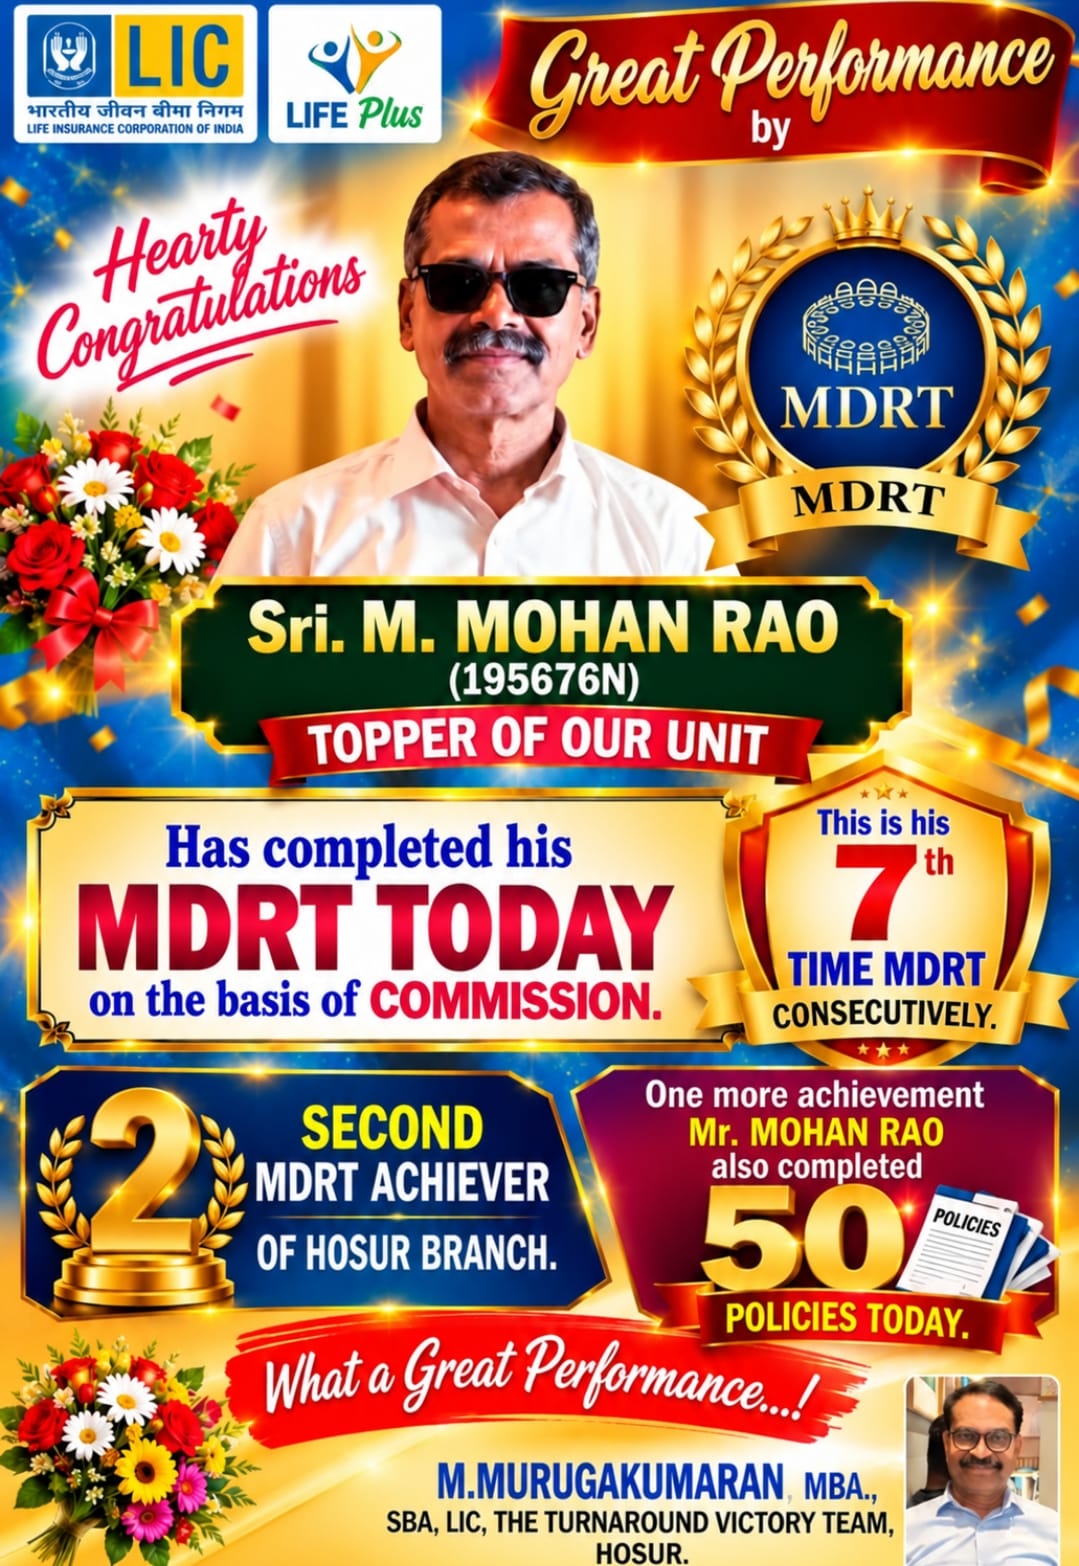 LIC
भारतीय जीवन बीमा निगम
LIFE INSURANCE CORPORATION OF INDIA
LIFE Plus
Great Performance
by
Hearty
Congratulations
MDRT
MDRT
Sri. M. MOHAN RAO
(195676N)
TOPPER OF OUR UNIT
Has completed his
MDRT TODAY
on the basis of COMMISSION.
This is his
7th
TIME MDRT
CONSECUTIVELY.
2
SECOND
MDRT ACHIEVER
OF HOSUR BRANCH.
One more achievement
Mr. MOHAN RAO
also completed
50
POLICIES
POLICIES TODAY.
What a Great Performance...!
M.MURUGAKUMARAN, MBA.,
SBA, LIC, THE TURNAROUND VICTORY TEAM,
HOSUR.